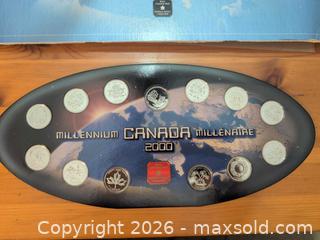 MILLENNIUM CANADA MILLÉNAIRE
2000
Copyright © 2026 - maxsold.com